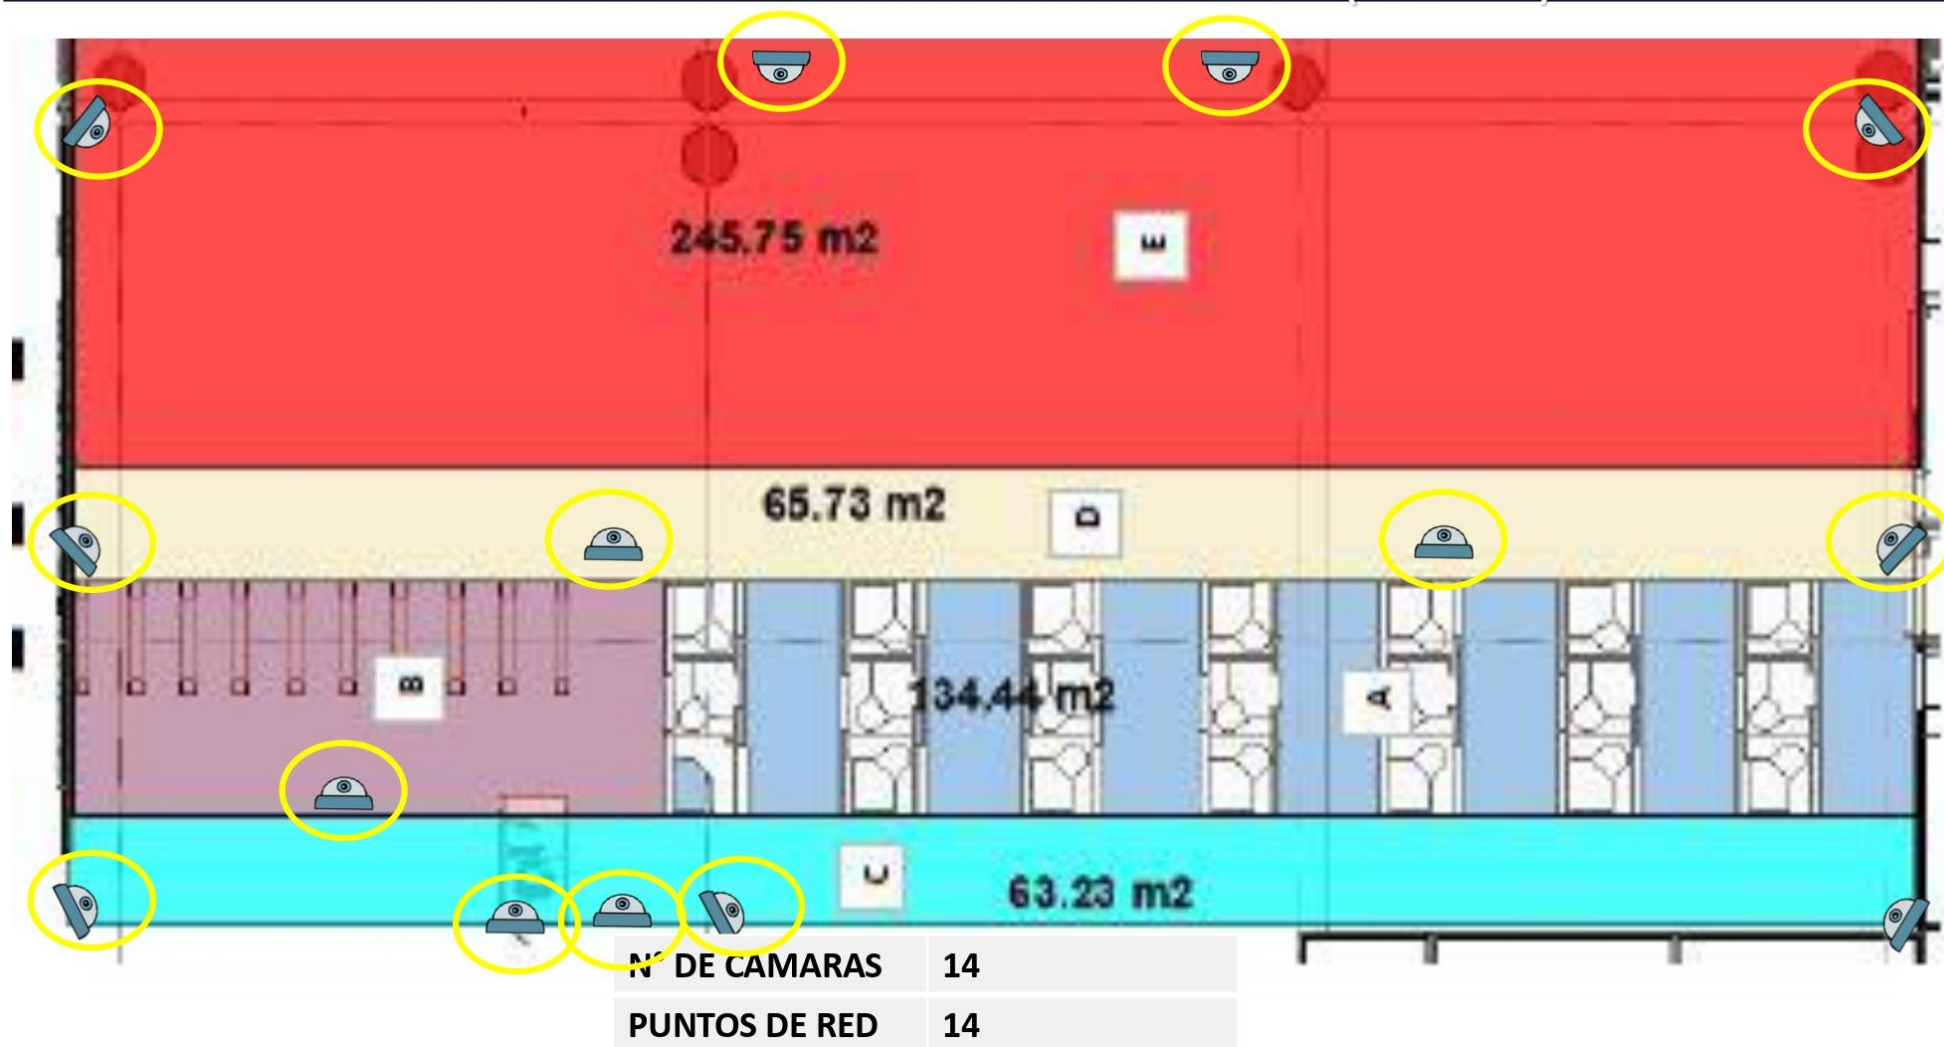 245.75 m2
E
65.73 m2
D
B
134.44 m2
A
C
63.23 m2
N° DE CAMARAS 14
PUNTOS DE RED 14